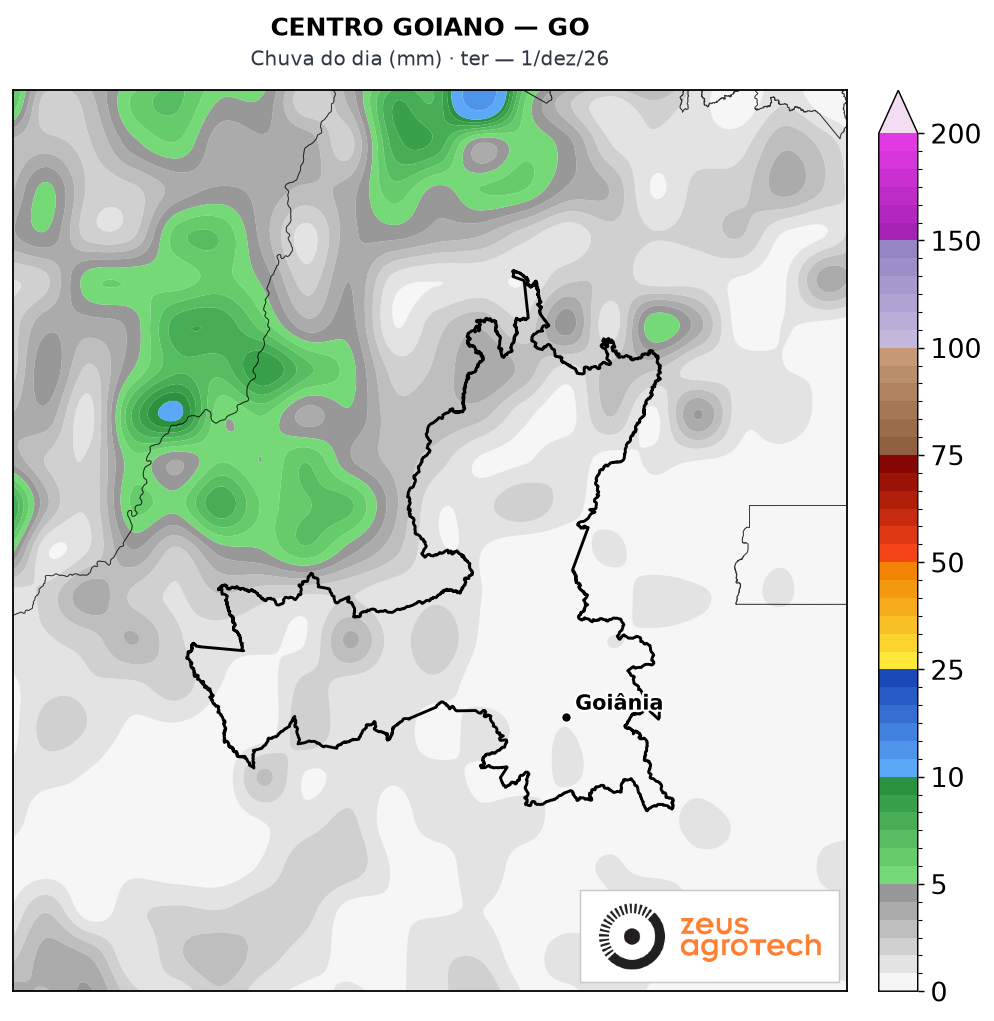 CENTRO GOIANO — GO
Chuva do dia (mm) · ter — 1/dez/26
200
150
100
75
50
25
10
5
0
Goiânia
zeus
agrotech